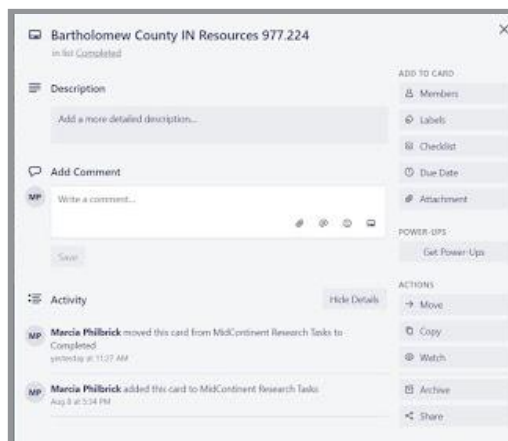 Bartholomew County IN Resources 977.224
in list Completed
Description
Add a more detailed description...
Add Comment
MP
Write a comment...
Save
Activity
Hide Details
MP
Marcia Philbrick moved this card from MidContinent Research Tasks to
Completed
yesterday at 11:27 AM
MP
Marcia Philbrick added this card to MidContinent Research Tasks
Aug 8 at 5:34 PM
ADD TO CARD
Members
Labels
Checklist
Due Date
Attachment
POWER-UPS
Get Power-Ups
ACTIONS
Move
Copy
Watch
Archive
Share